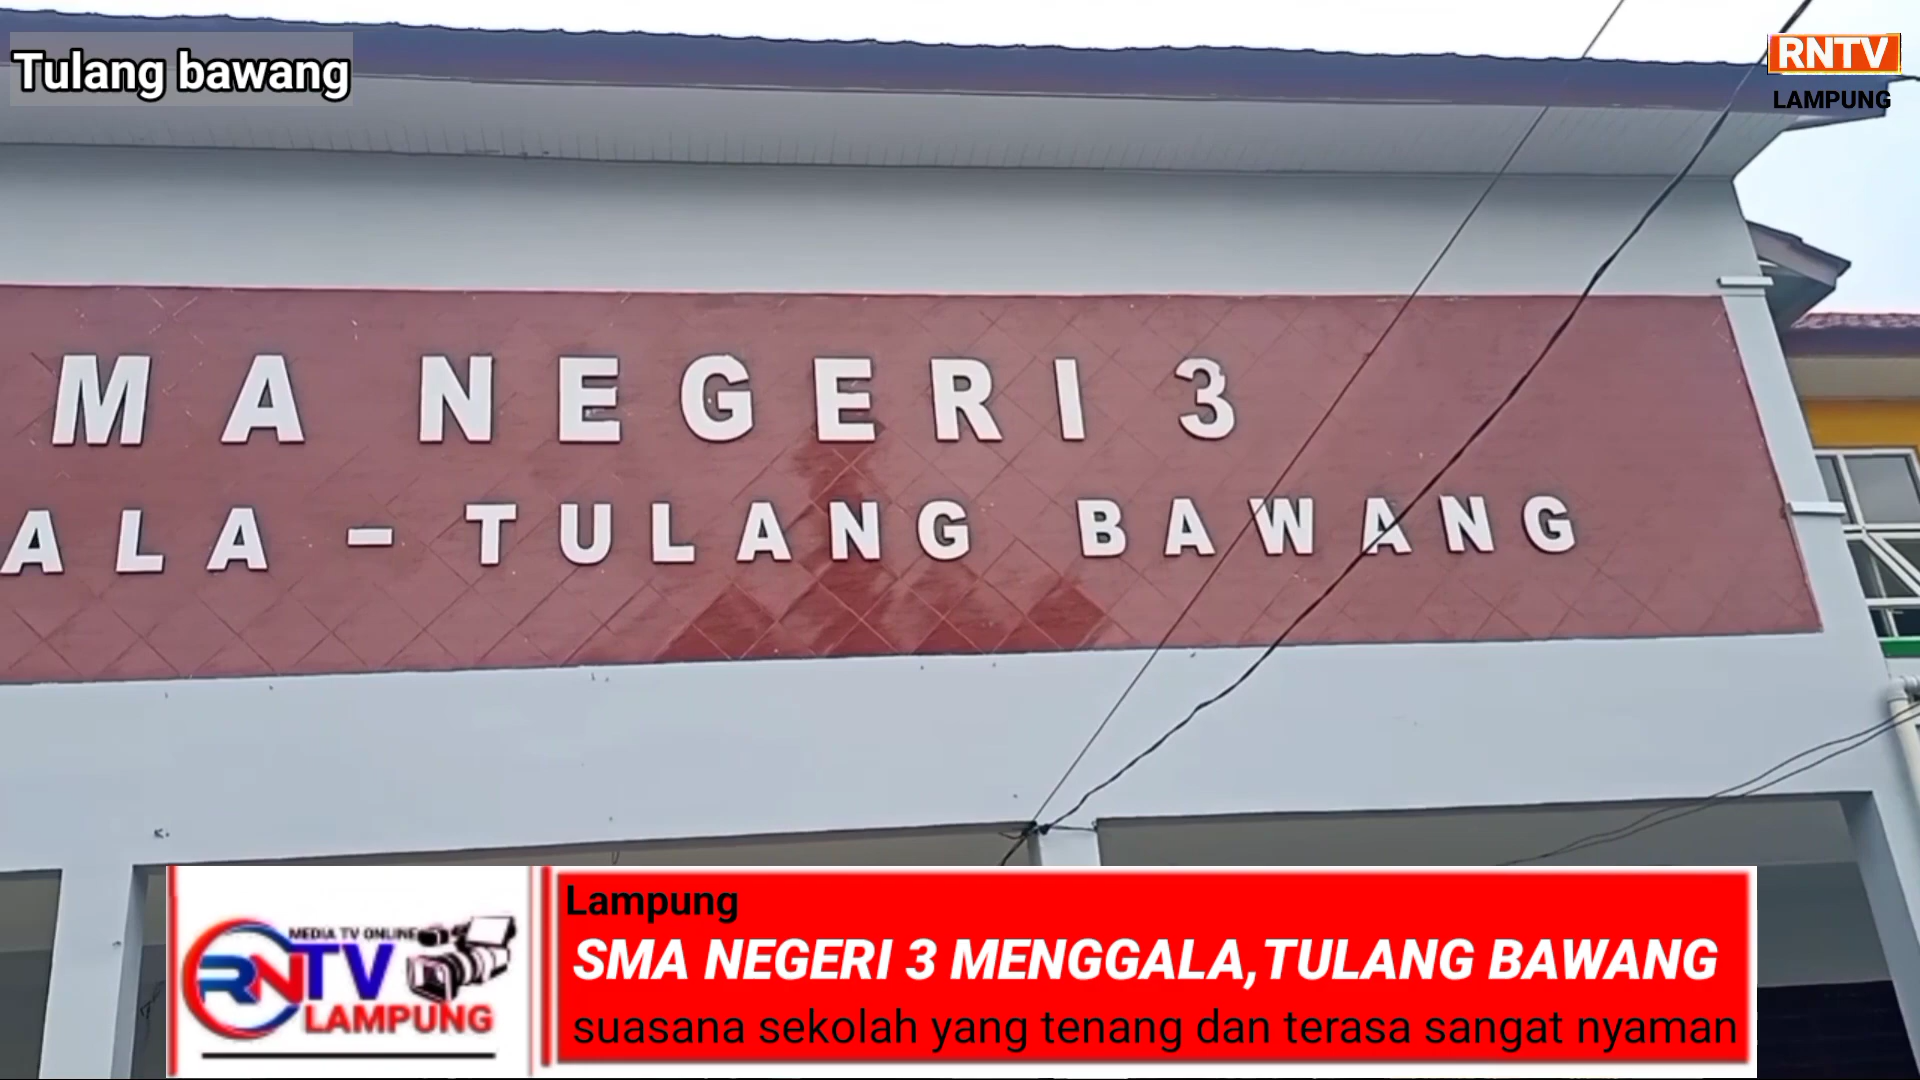 Tulang bawang
RNTV
LAMPUNG
MA NEGERI 3
ALA - TULANG BAWANG
MEDIA TV ONLINE
RNTV
LAMPUNG
Lampung
SMA NEGERI 3 MENGGALA,TULANG BAWANG
suasana sekolah yang tenang dan terasa sangat nyaman